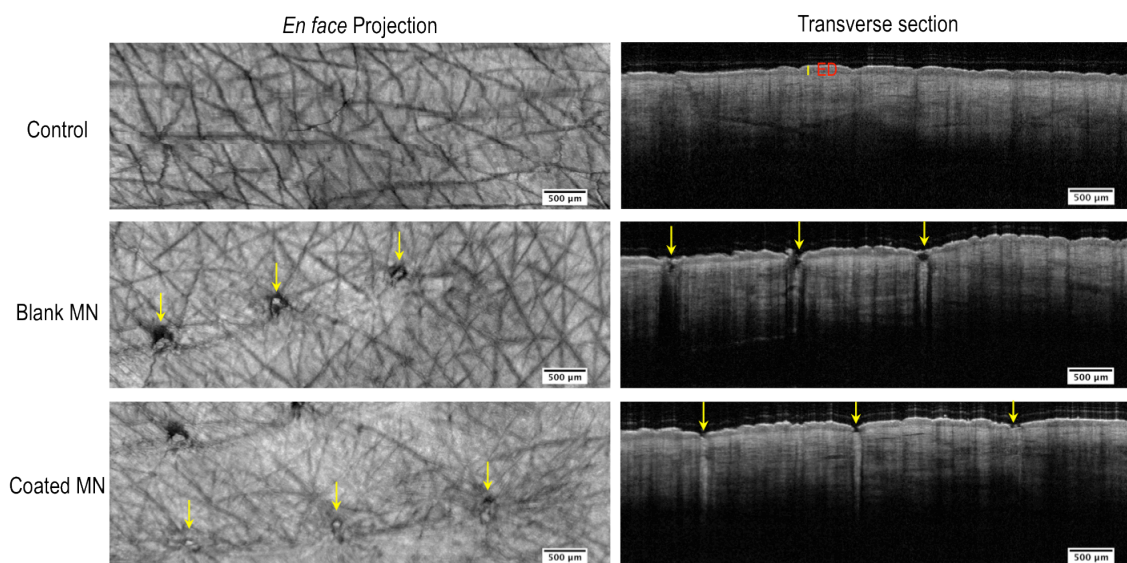 En face Projection
Transverse section
Control
ED
500 µm
500 µm
Blank MN
500 µm
500 µm
Coated MN
500 µm
500 µm